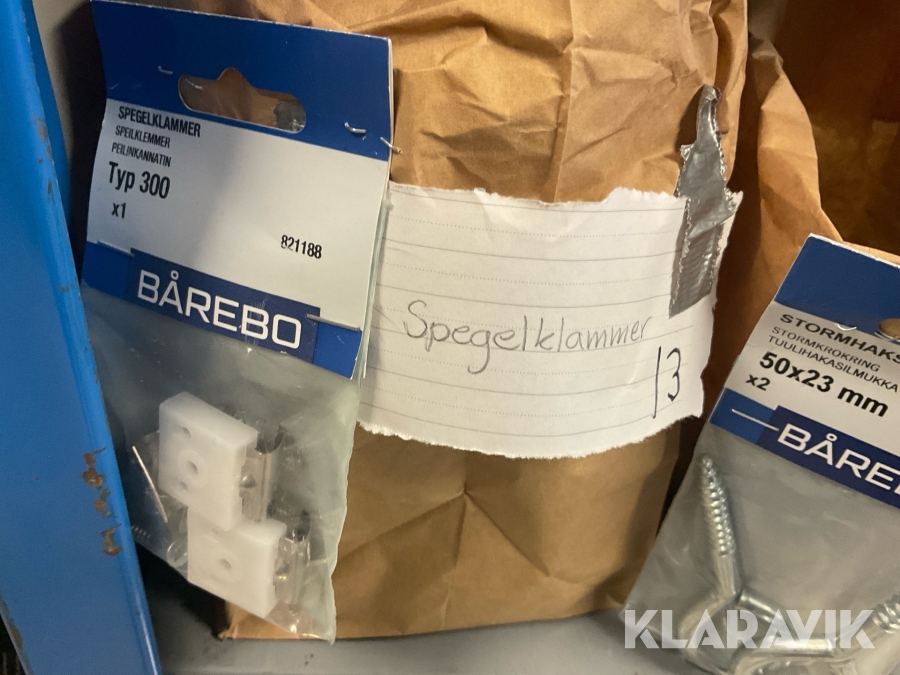 SPEGELKLAMMER
SPEILKLEMMER
PEILINKANNATIN
Typ 300
x1
821188
BÅREBO
Spegelklammer
13
STORMHAKS
STORMKROKRING
TUULIHAKASILMUKKA
50x23 mm
x2
BÅRE
KLARAVIK